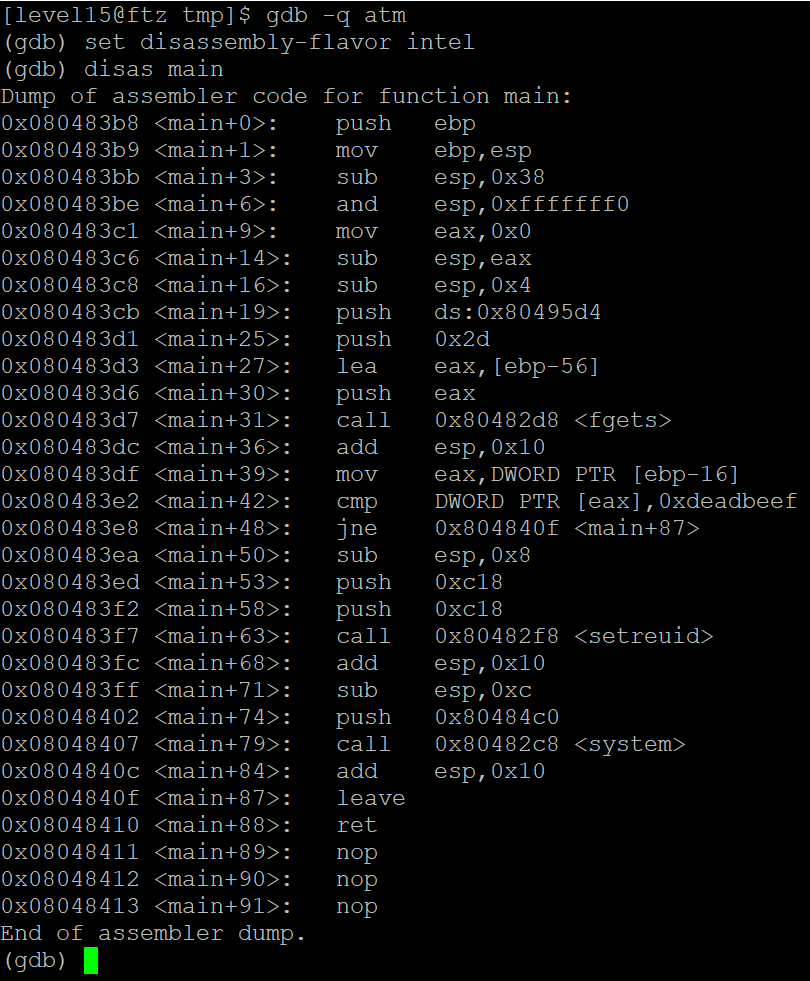 [level15@ftz tmp]$ gdb -q atm
(gdb) set disassembly-flavor intel
(gdb) disas main
Dump of assembler code for function main:
0x080483b8 <main+0>:	push	ebp
0x080483b9 <main+1>:	mov	ebp,esp
0x080483bb <main+3>:	sub	esp,0x38
0x080483be <main+6>:	and	esp,0xfffffff0
0x080483c1 <main+9>:	mov	eax,0x0
0x080483c6 <main+14>:	sub	esp,eax
0x080483c8 <main+16>:	sub	esp,0x4
0x080483cb <main+19>:	push	ds:0x80495d4
0x080483d1 <main+25>:	push	0x2d
0x080483d3 <main+27>:	lea	eax,[ebp-56]
0x080483d6 <main+30>:	push	eax
0x080483d7 <main+31>:	call	0x80482d8 <fgets>
0x080483dc <main+36>:	add	esp,0x10
0x080483df <main+39>:	mov	eax,DWORD PTR [ebp-16]
0x080483e2 <main+42>:	cmp	DWORD PTR [eax],0xdeadbeef
0x080483e8 <main+48>:	jne	0x804840f <main+87>
0x080483ea <main+50>:	sub	esp,0x8
0x080483ed <main+53>:	push	0xc18
0x080483f2 <main+58>:	push	0xc18
0x080483f7 <main+63>:	call	0x80482f8 <setreuid>
0x080483fc <main+68>:	add	esp,0x10
0x080483ff <main+71>:	sub	esp,0xc
0x08048402 <main+74>:	push	0x80484c0
0x08048407 <main+79>:	call	0x80482c8 <system>
0x0804840c <main+84>:	add	esp,0x10
0x0804840f <main+87>:	leave
0x08048410 <main+88>:	ret
0x08048411 <main+89>:	nop
0x08048412 <main+90>:	nop
0x08048413 <main+91>:	nop
End of assembler dump.
(gdb)